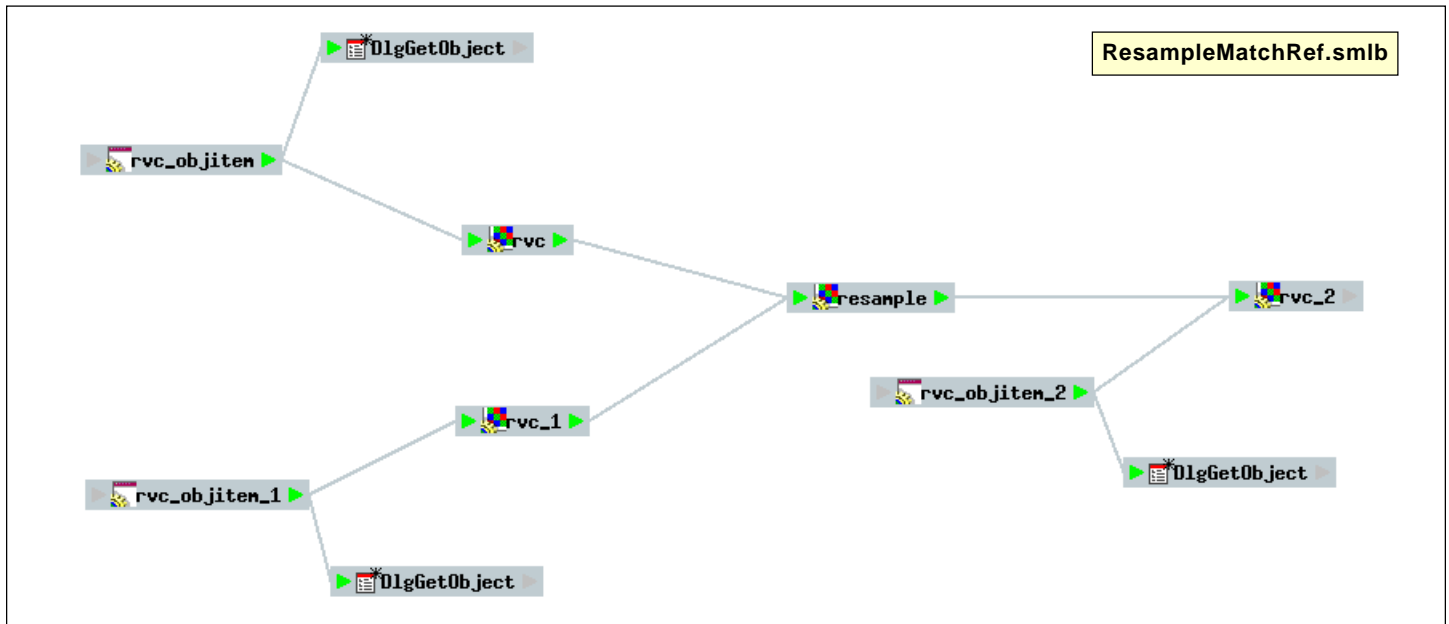 DlgGetObject
ResampleMatchRef.smlb
rvc_objitem
rvc
resample
rvc_2
rvc_objitem_2
rvc_1
DlgGetObject
rvc_objitem_1
DlgGetObject